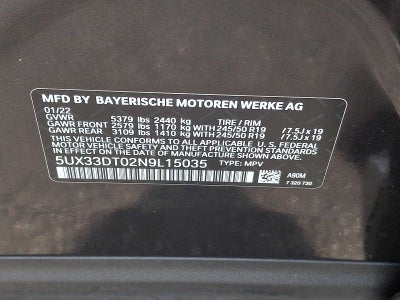 MFD BY BAYERISCHE MOTOREN WERKE AG
01/22
GVWR 5379 lbs 2440 kg TIRE / RIM
GAWR FRONT 2579 lbs 1170 kg WITH 245/50 R19 / 7.5J x 19
GAWR REAR 3109 lbs 1410 kg WITH 245/50 R19 / 7.5J x 19
THIS VEHICLE CONFORMS TO ALL APPLICABLE U.S. FEDERAL
MOTOR VEHICLE SAFETY, BUMPER, AND THEFT PREVENTION
STANDARDS IN EFFECT ON THE DATE OF MANUFACTURE SHOWN ABOVE.
5UX33DT02N9L15035 TYPE: MPV
A90M
7 320 730